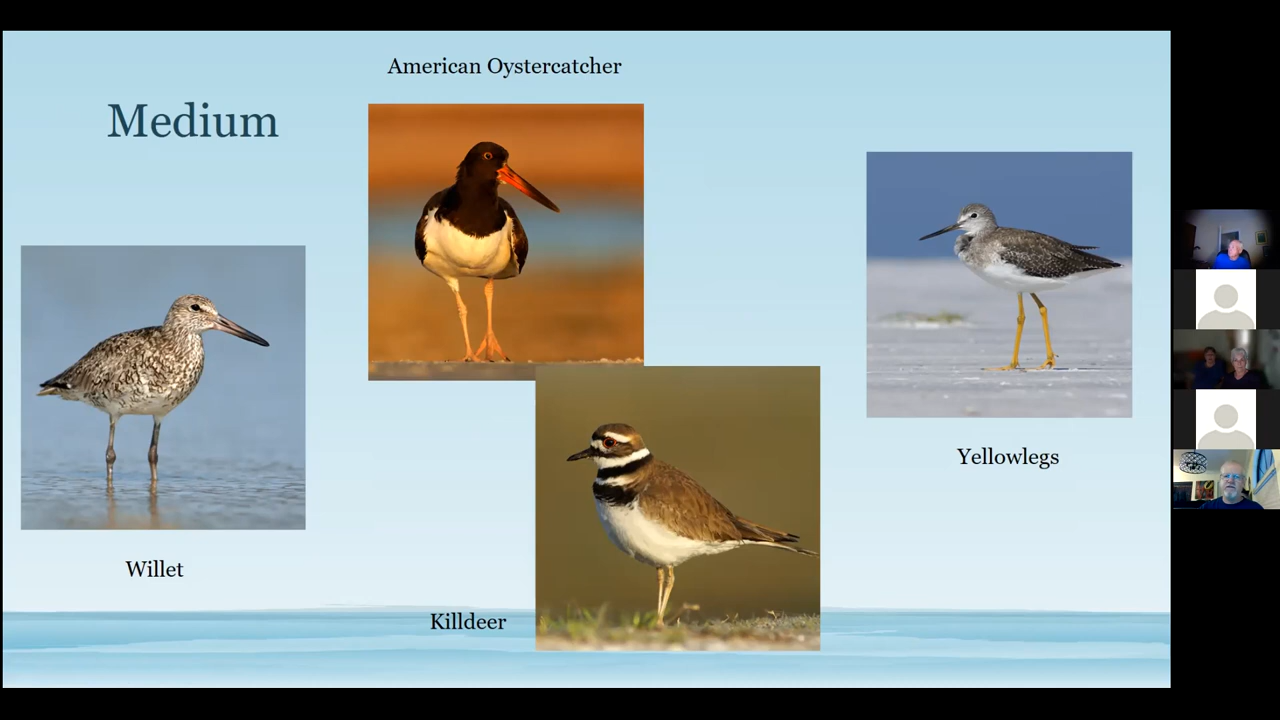 American Oystercatcher
Medium
Yellowlegs
Willet
Killdeer